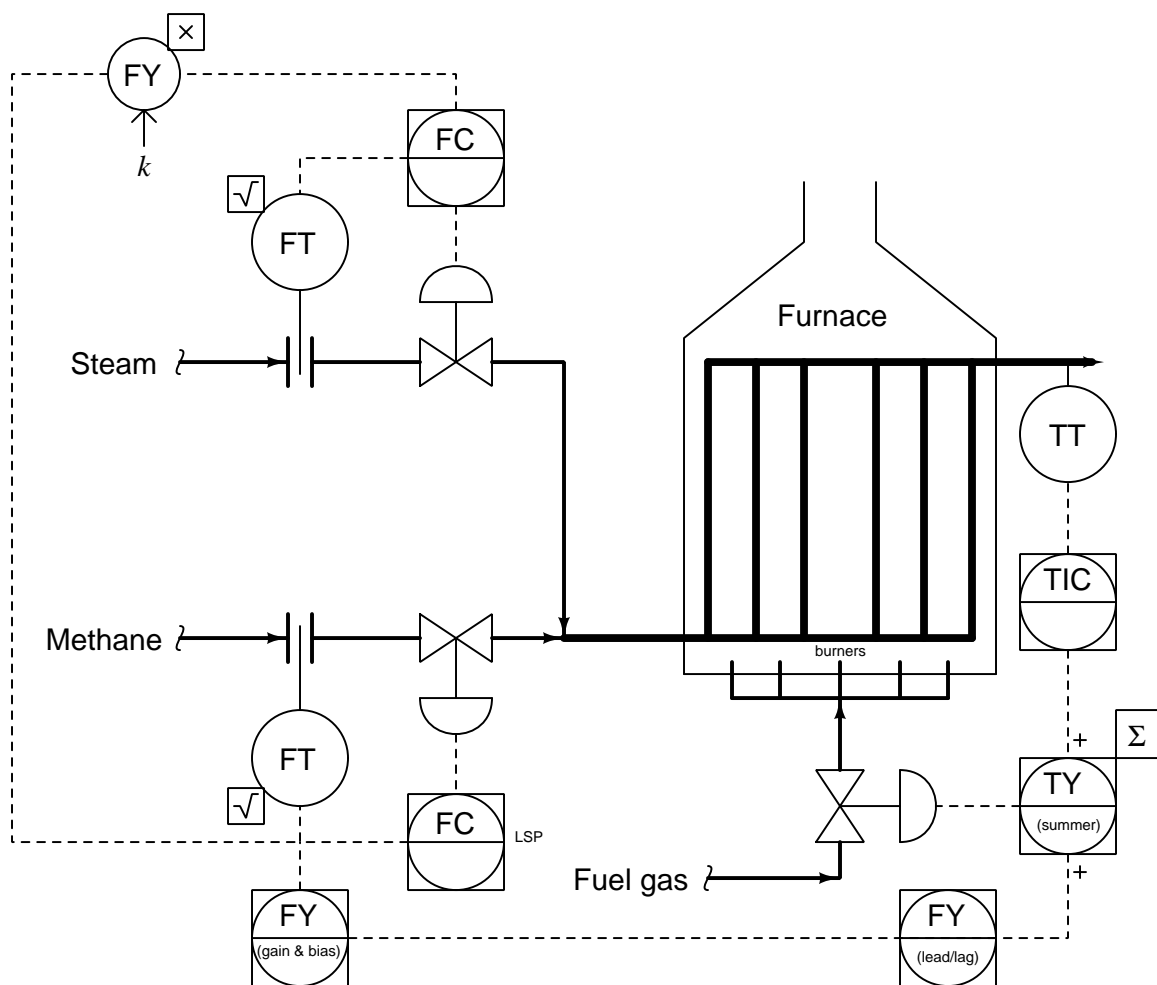 ×
FY
k
FC
√
FT
Steam
Furnace
TT
TIC
Methane
burners
+
Σ
FT
√
FC
LSP
TY
(summer)
+
Fuel gas
FY
(gain & bias)
FY
(lead/lag)